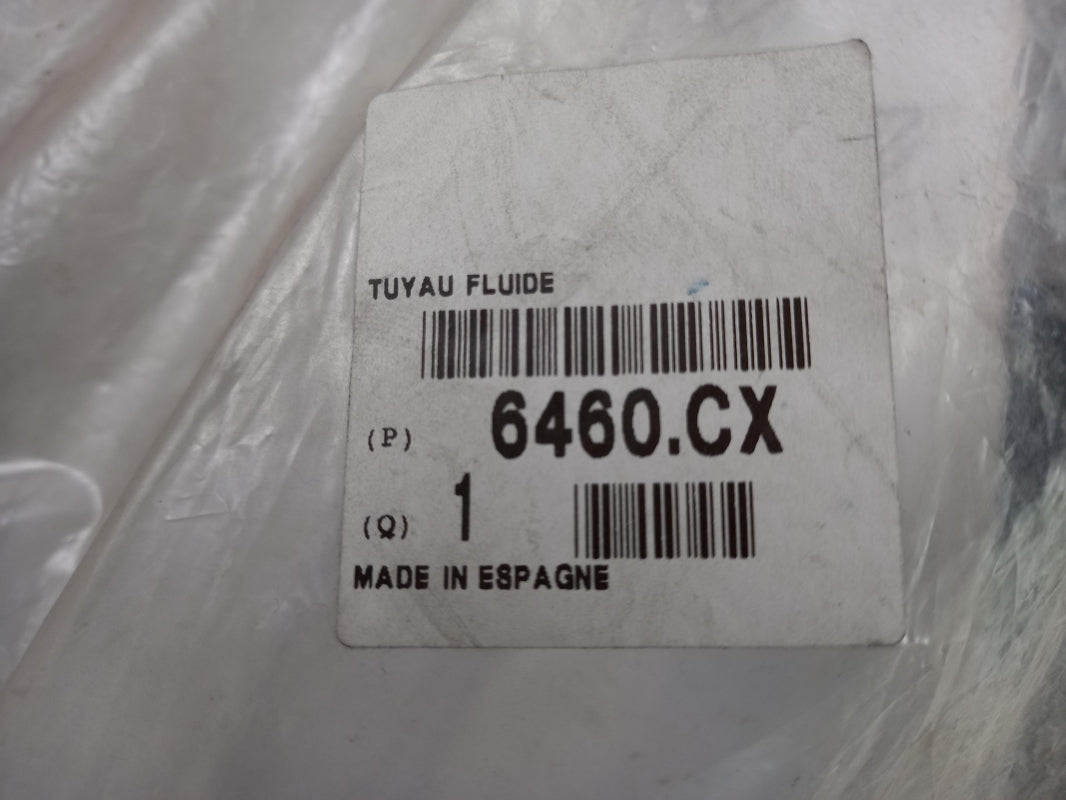 TUYAU FLUIDE
(P) 6460.CX
(Q) 1
MADE IN ESPAGNE